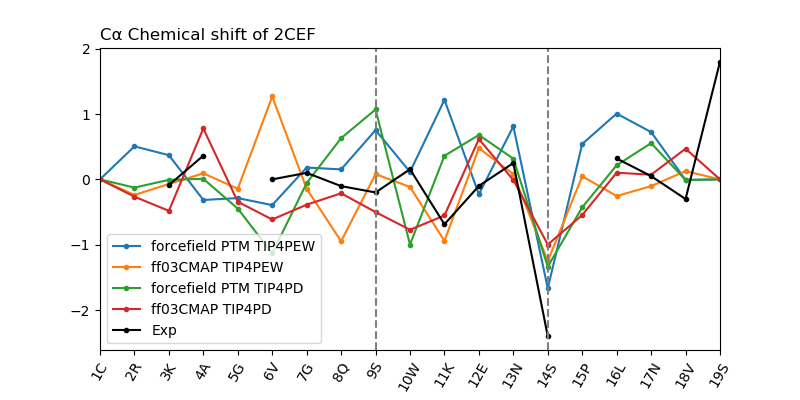 Cα Chemical shift of 2CEF
2
1
0
−1
−2
forcefield PTM TIP4PEW
ff03CMAP TIP4PEW
forcefield PTM TIP4PD
ff03CMAP TIP4PD
Exp
1C 2R 3K 4A 5G 6V 7G 8Q 9S 10W 11K 12E 13N 14S 15P 16L 17N 18V 19S